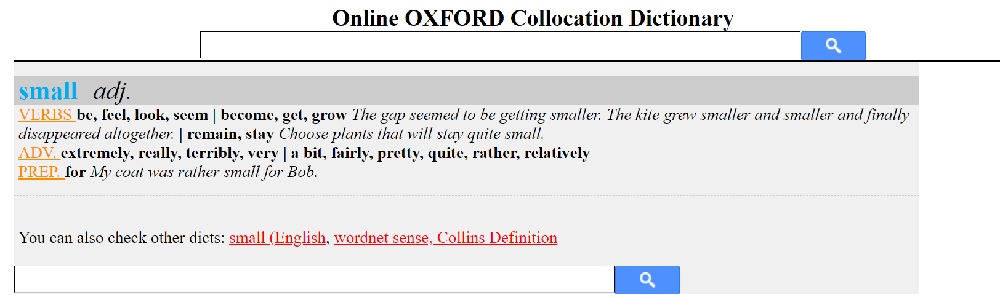 Online OXFORD Collocation Dictionary
small adj.
VERBS be, feel, look, seem | become, get, grow The gap seemed to be getting smaller. The kite grew smaller and smaller and finally
disappeared altogether. | remain, stay Choose plants that will stay quite small.
ADV. extremely, really, terribly, very | a bit, fairly, pretty, quite, rather, relatively
PREP. for My coat was rather small for Bob.
You can also check other dicts: small (English, wordnet sense, Collins Definition